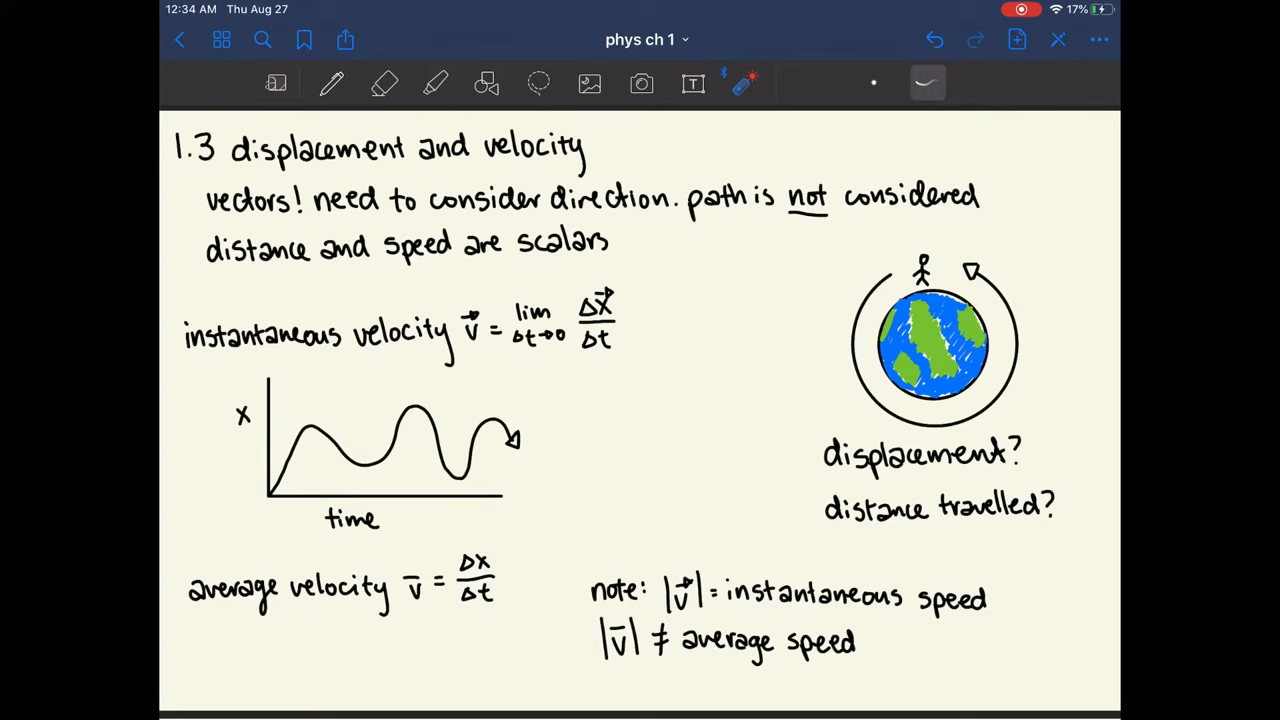 12:34 AM Thu Aug 27
17%
phys ch 1
T
1.3 displacement and velocity
vectors! need to consider direction. path is not considered
distance and speed are scalars
instantaneous velocity v⃗ = lim Δt→0 Δx⃗/Δt
x
time
displacement?
distance travelled?
average velocity v̄ = Δx/Δt
note: |v⃗| = instantaneous speed
|v̄| ≠ average speed